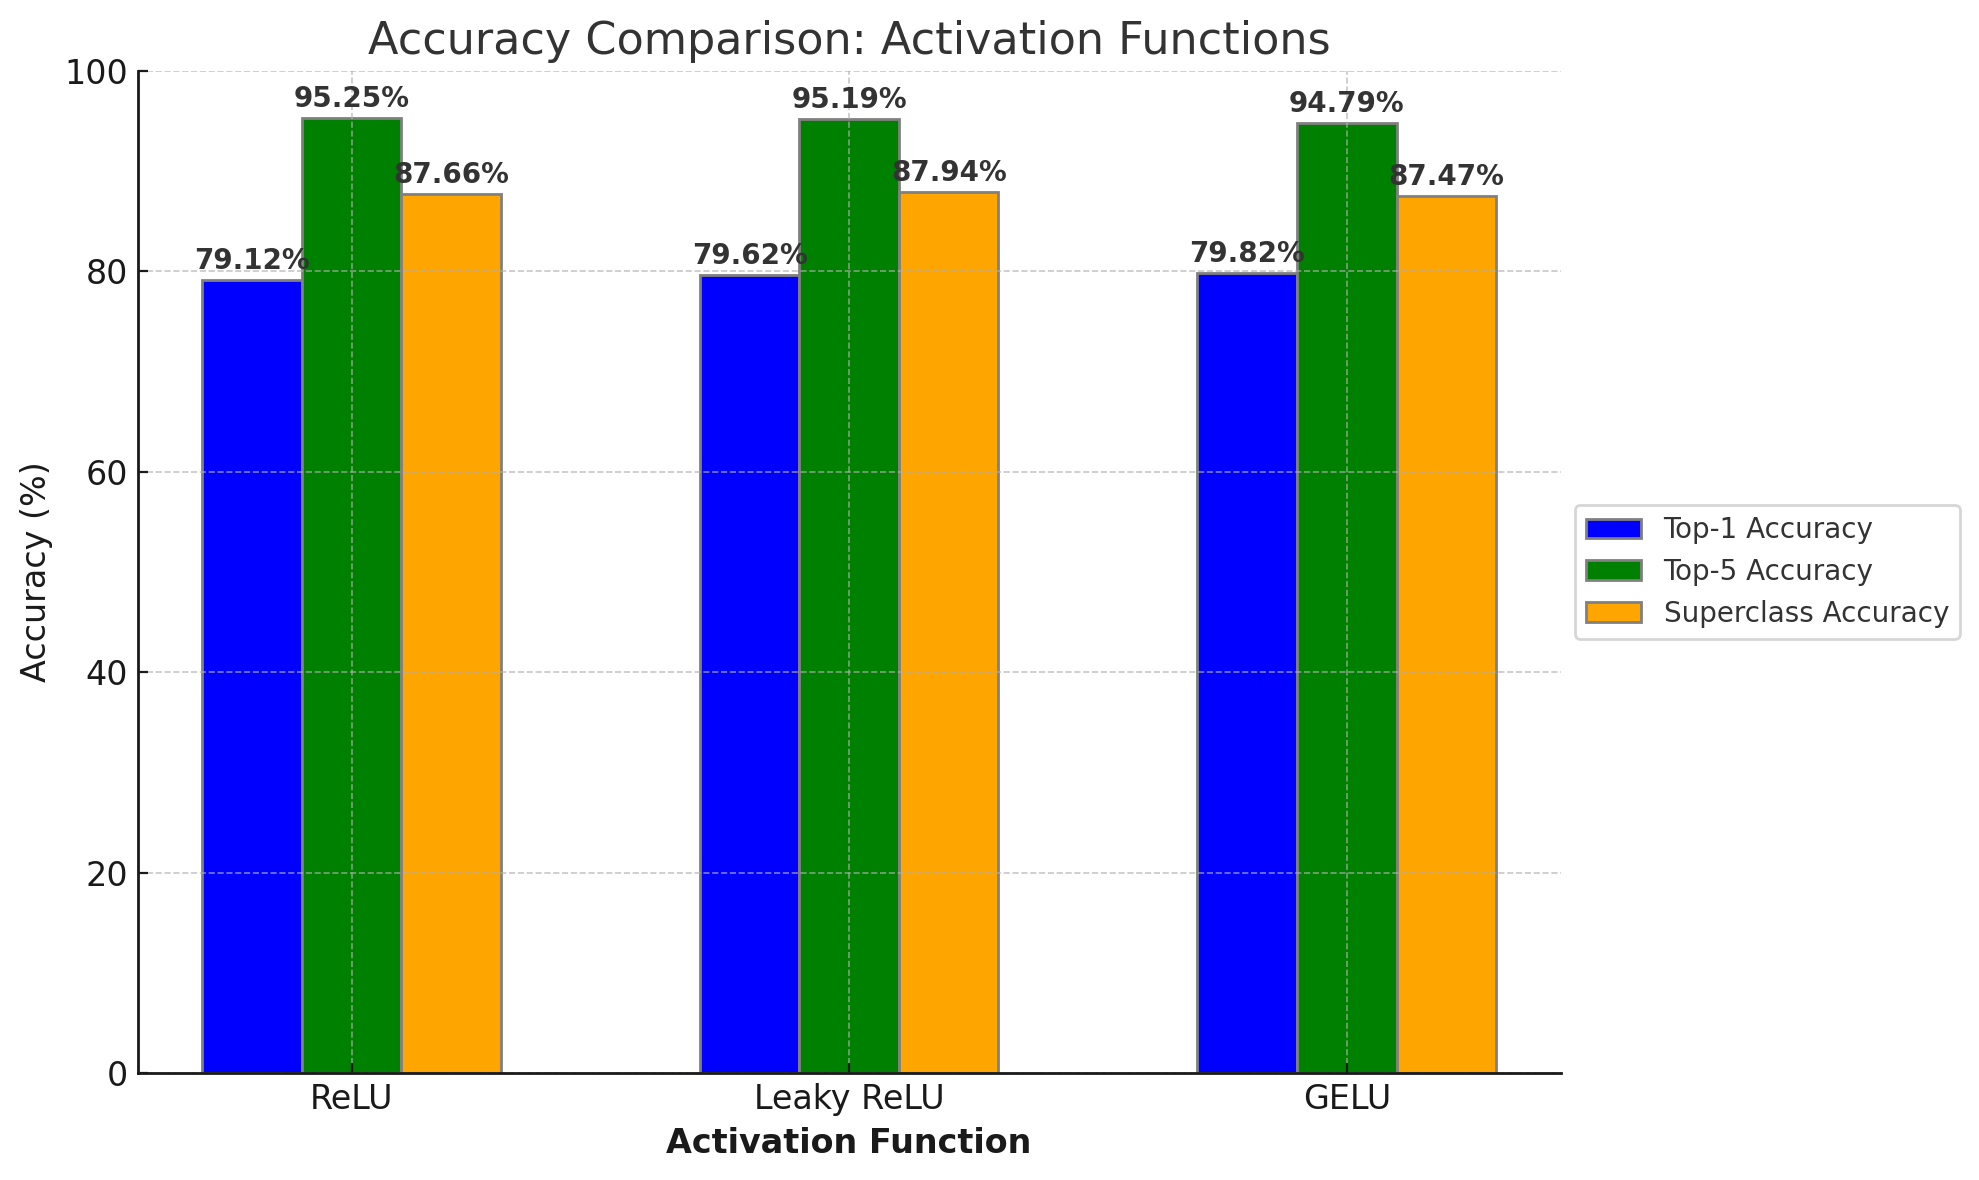 Accuracy Comparison: Activation Functions
100
80
60
40
20
0
Accuracy (%)
79.12%
95.25%
87.66%
79.62%
95.19%
87.94%
79.82%
94.79%
87.47%
ReLU
Leaky ReLU
GELU
Activation Function
Top-1 Accuracy
Top-5 Accuracy
Superclass Accuracy